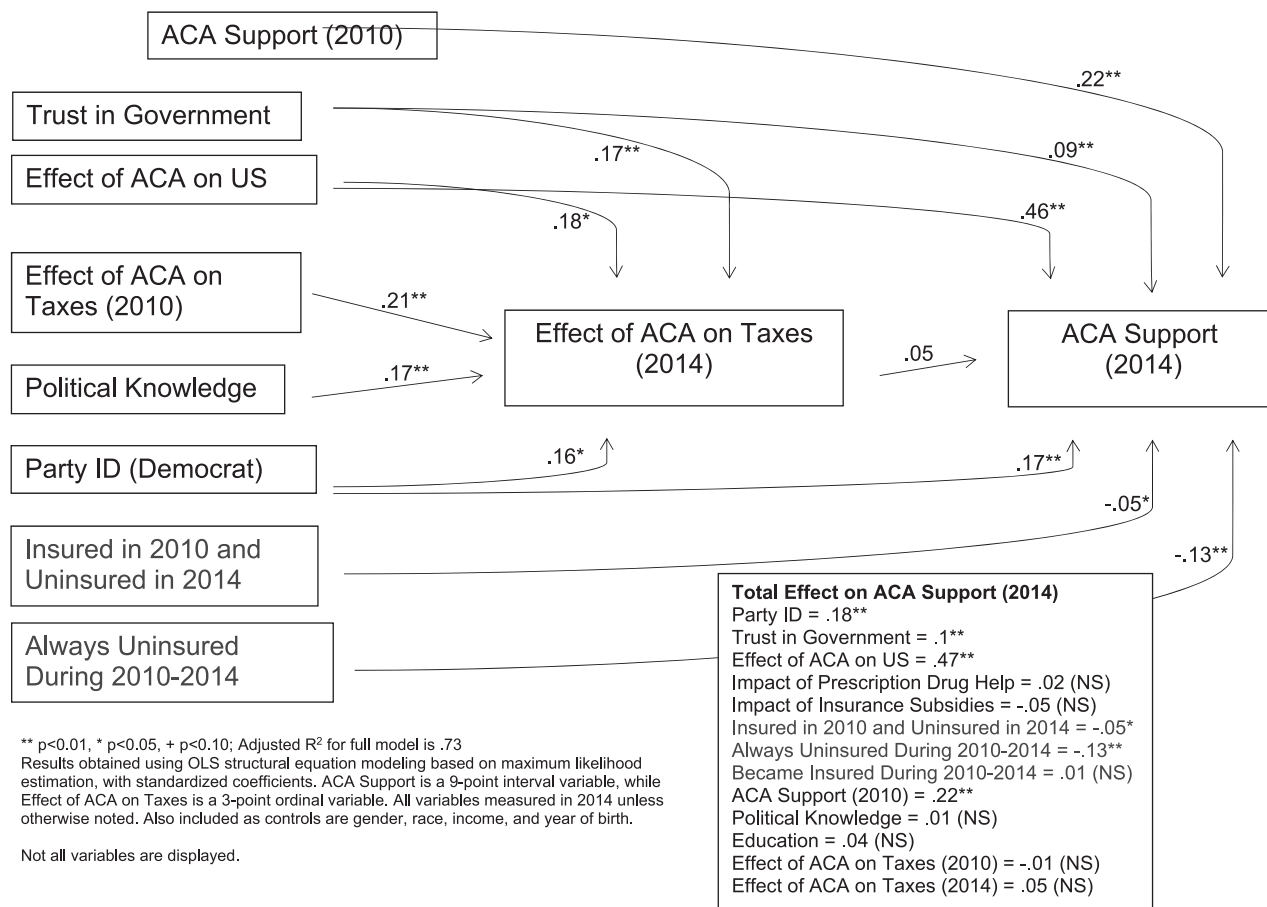 ACA Support (2010)
.22**
Trust in Government
.17**
.09**
Effect of ACA on US
.18*
.46**
Effect of ACA on
Taxes (2010)
.21**
Effect of ACA on Taxes
(2014)
.05
ACA Support
(2014)
Political Knowledge
.17**
Party ID (Democrat)
.16*
.17**
-.05*
-.13**
Insured in 2010 and
Uninsured in 2014
Always Uninsured
During 2010-2014
Total Effect on ACA Support (2014)
Party ID = .18**
Trust in Government = .1**
Effect of ACA on US = .47**
Impact of Prescription Drug Help = .02 (NS)
Impact of Insurance Subsidies = -.05 (NS)
Insured in 2010 and Uninsured in 2014 = -.05*
Always Uninsured During 2010-2014 = -.13**
Became Insured During 2010-2014 = .01 (NS)
ACA Support (2010) = .22**
Political Knowledge = .01 (NS)
Education = .04 (NS)
Effect of ACA on Taxes (2010) = -.01 (NS)
Effect of ACA on Taxes (2014) = .05 (NS)
** p<0.01, * p<0.05, + p<0.10; Adjusted R² for full model is .73
Results obtained using OLS structural equation modeling based on maximum likelihood
estimation, with standardized coefficients. ACA Support is a 9-point interval variable, while
Effect of ACA on Taxes is a 3-point ordinal variable. All variables measured in 2014 unless
otherwise noted. Also included as controls are gender, race, income, and year of birth.
Not all variables are displayed.